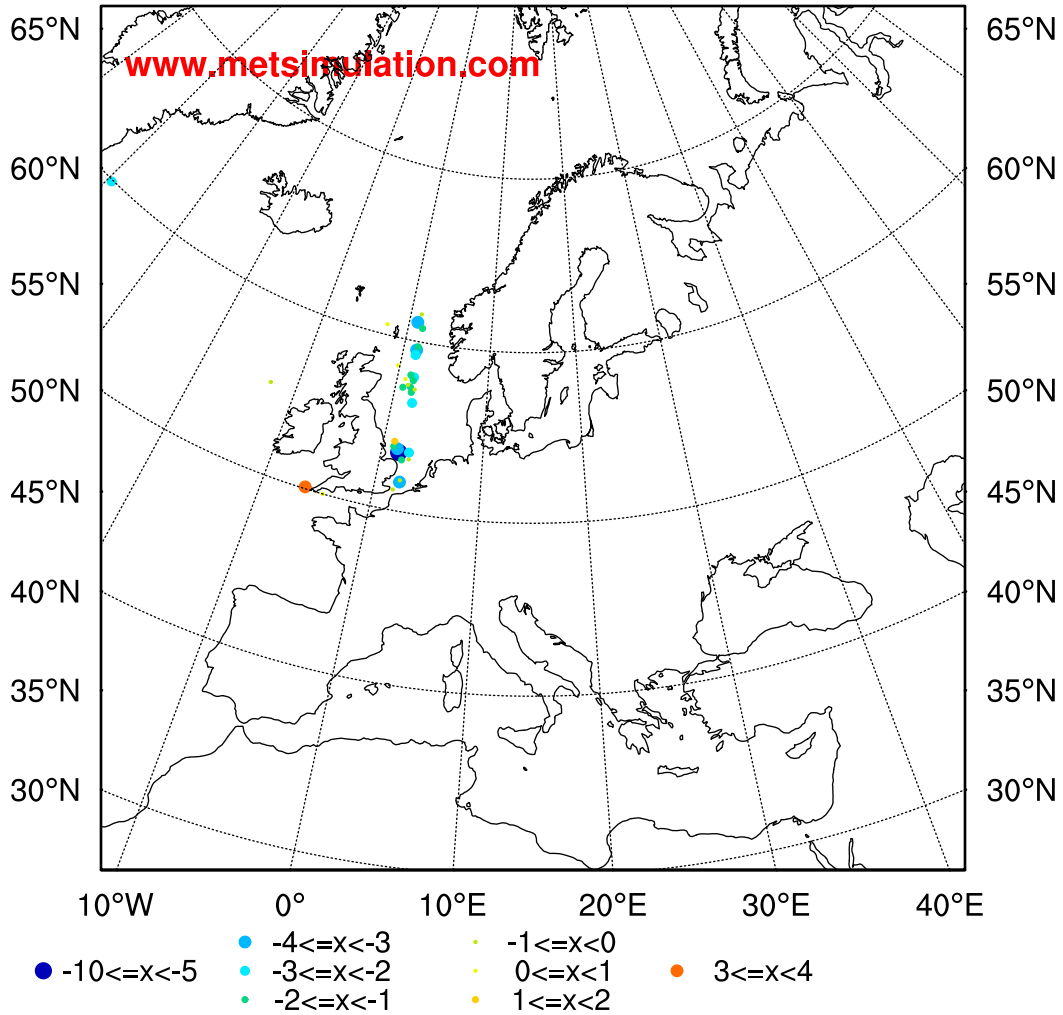 65°N 65°N
www.metsimulation.com
60°N 60°N
55°N 55°N
50°N 50°N
45°N 45°N
40°N 40°N
35°N 35°N
30°N 30°N
10°W 0° 10°E 20°E 30°E 40°E
-4<=x<-3 -1<=x<0
-10<=x<-5 -3<=x<-2 0<=x<1 3<=x<4
-2<=x<-1 1<=x<2